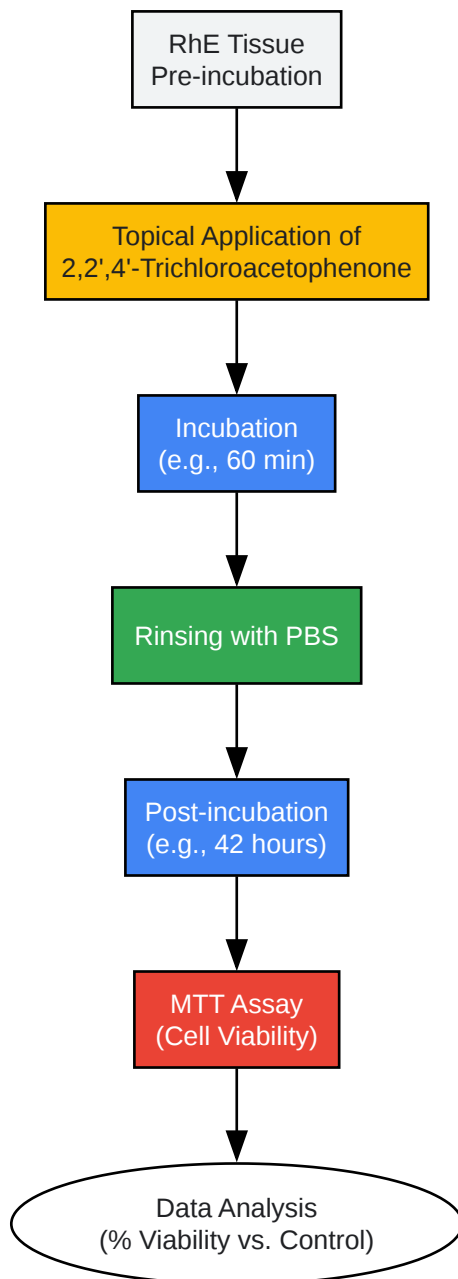 RhE Tissue
Pre-incubation
Topical Application of
2,2',4'-Trichloroacetophenone
Incubation
(e.g., 60 min)
Rinsing with PBS
Post-incubation
(e.g., 42 hours)
MTT Assay
(Cell Viability)
Data Analysis
(% Viability vs. Control)